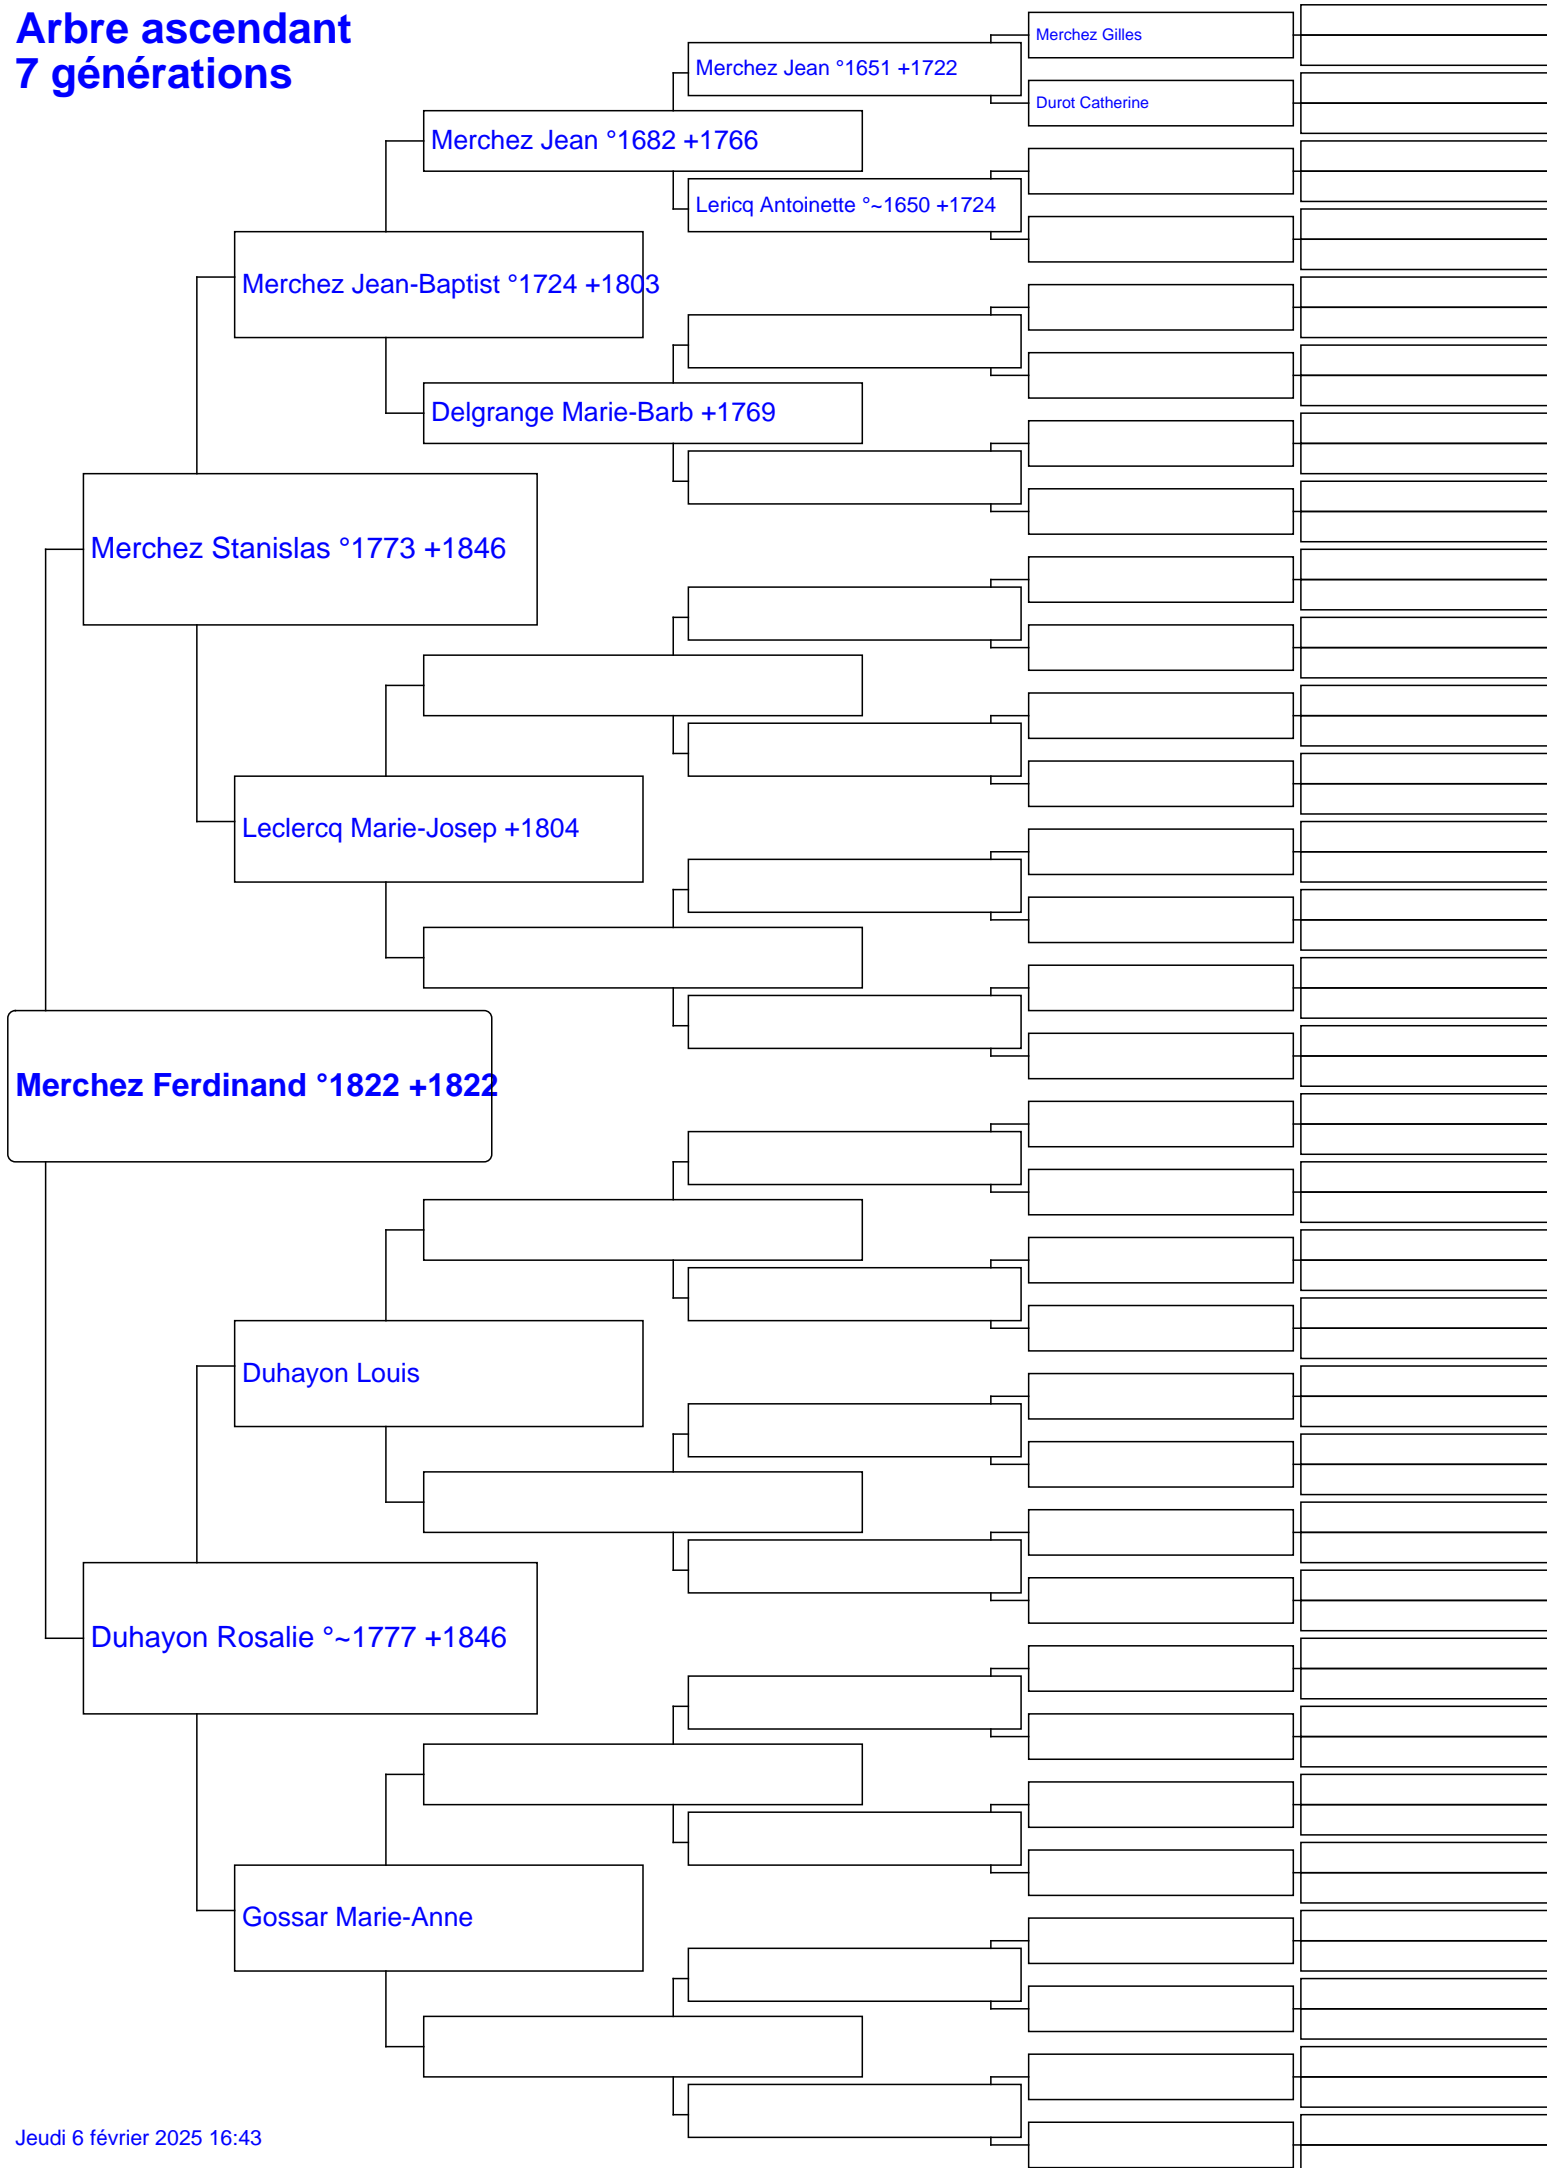 Arbre ascendant
7 générations
Merchez Gilles
Merchez Jean °1651 +1722
Durot Catherine
Merchez Jean °1682 +1766
Lericq Antoinette °~1650 +1724
Merchez Jean-Baptist °1724 +1803
Delgrange Marie-Barb +1769
Merchez Stanislas °1773 +1846
Leclercq Marie-Josep +1804
Merchez Ferdinand °1822 +1822
Duhayon Louis
Duhayon Rosalie °~1777 +1846
Gossar Marie-Anne
Jeudi 6 février 2025 16:43